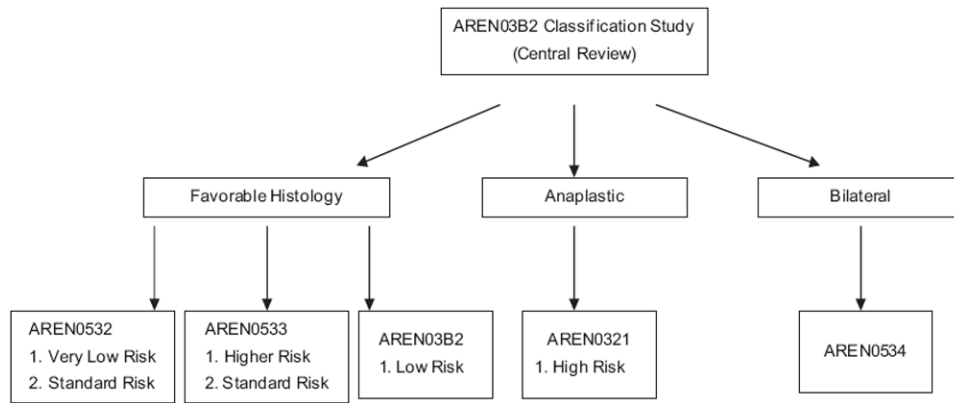 AREN03B2 Classification Study
(Central Review)
Favorable Histology
Anaplastic
Bilateral
AREN0532
1. Very Low Risk
2. Standard Risk
AREN0533
1. Higher Risk
2. Standard Risk
AREN03B2
1. Low Risk
AREN0321
1. High Risk
AREN0534